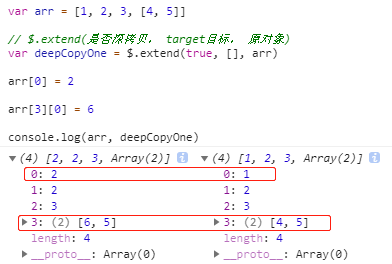 var arr = [1, 2, 3, [4, 5]]
// $.extend(是否深拷贝， target目标， 原对象)
var deepCopyOne = $.extend(true, [], arr)
arr[0] = 2
arr[3][0] = 6
console.log(arr, deepCopyOne)
▼(4) [2, 2, 3, Array(2)] i ▼(4) [1, 2, 3, Array(2)] i
0: 2 0: 1
1: 2 1: 2
2: 3 2: 3
▶3: (2) [6, 5] ▶3: (2) [4, 5]
length: 4 length: 4
▶__proto__: Array(0) ▶__proto__: Array(0)